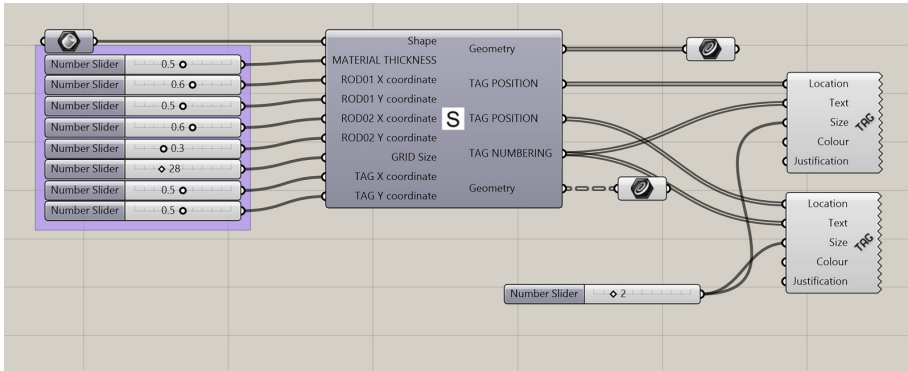 Number Slider 0.5
Number Slider 0.6
Number Slider 0.5
Number Slider 0.6
Number Slider 0.3
Number Slider 28
Number Slider 0.5
Number Slider 0.5
Shape
MATERIAL THICKNESS
ROD01 X coordinate
ROD01 Y coordinate
ROD02 X coordinate
ROD02 Y coordinate
GRID Size
TAG X coordinate
TAG Y coordinate
S
Geometry
TAG POSITION
TAG POSITION
TAG NUMBERING
Geometry
Number Slider 2
Location
Text
Size
Colour
Justification
TAG
Location
Text
Size
Colour
Justification
TAG